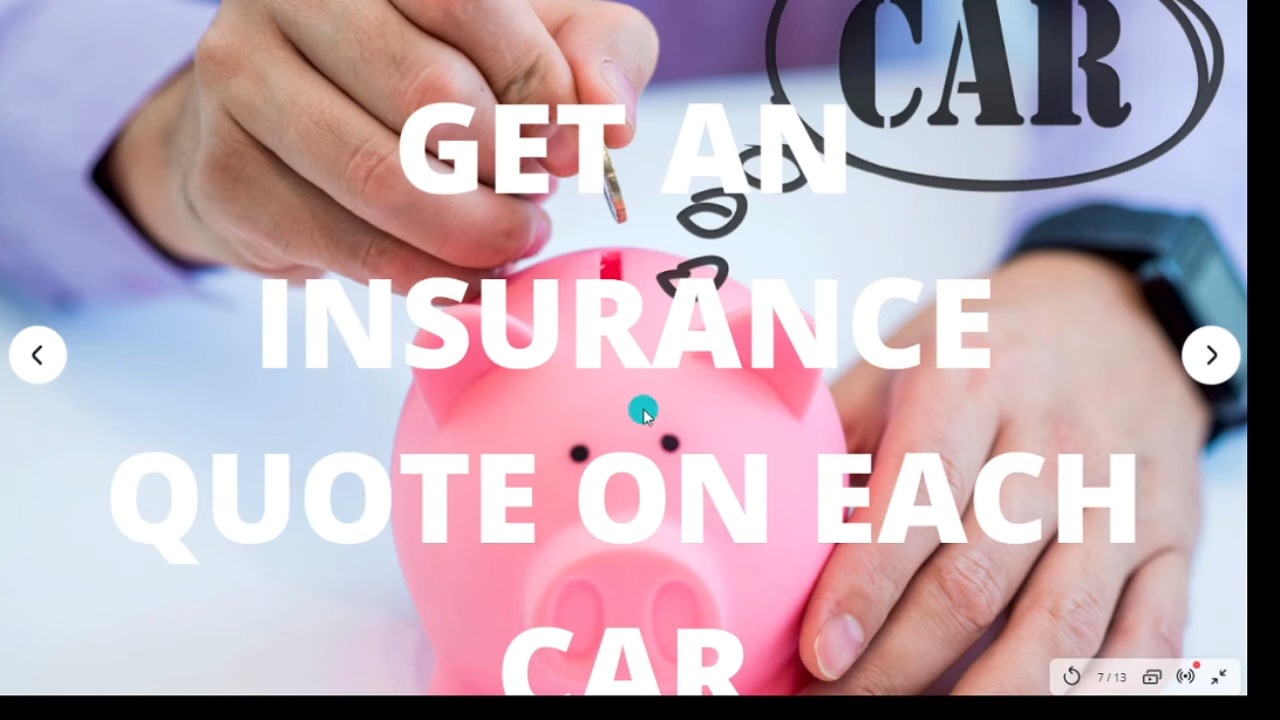 CAR
GET AN
INSURANCE
QUOTE ON EACH
CAR
7 / 13